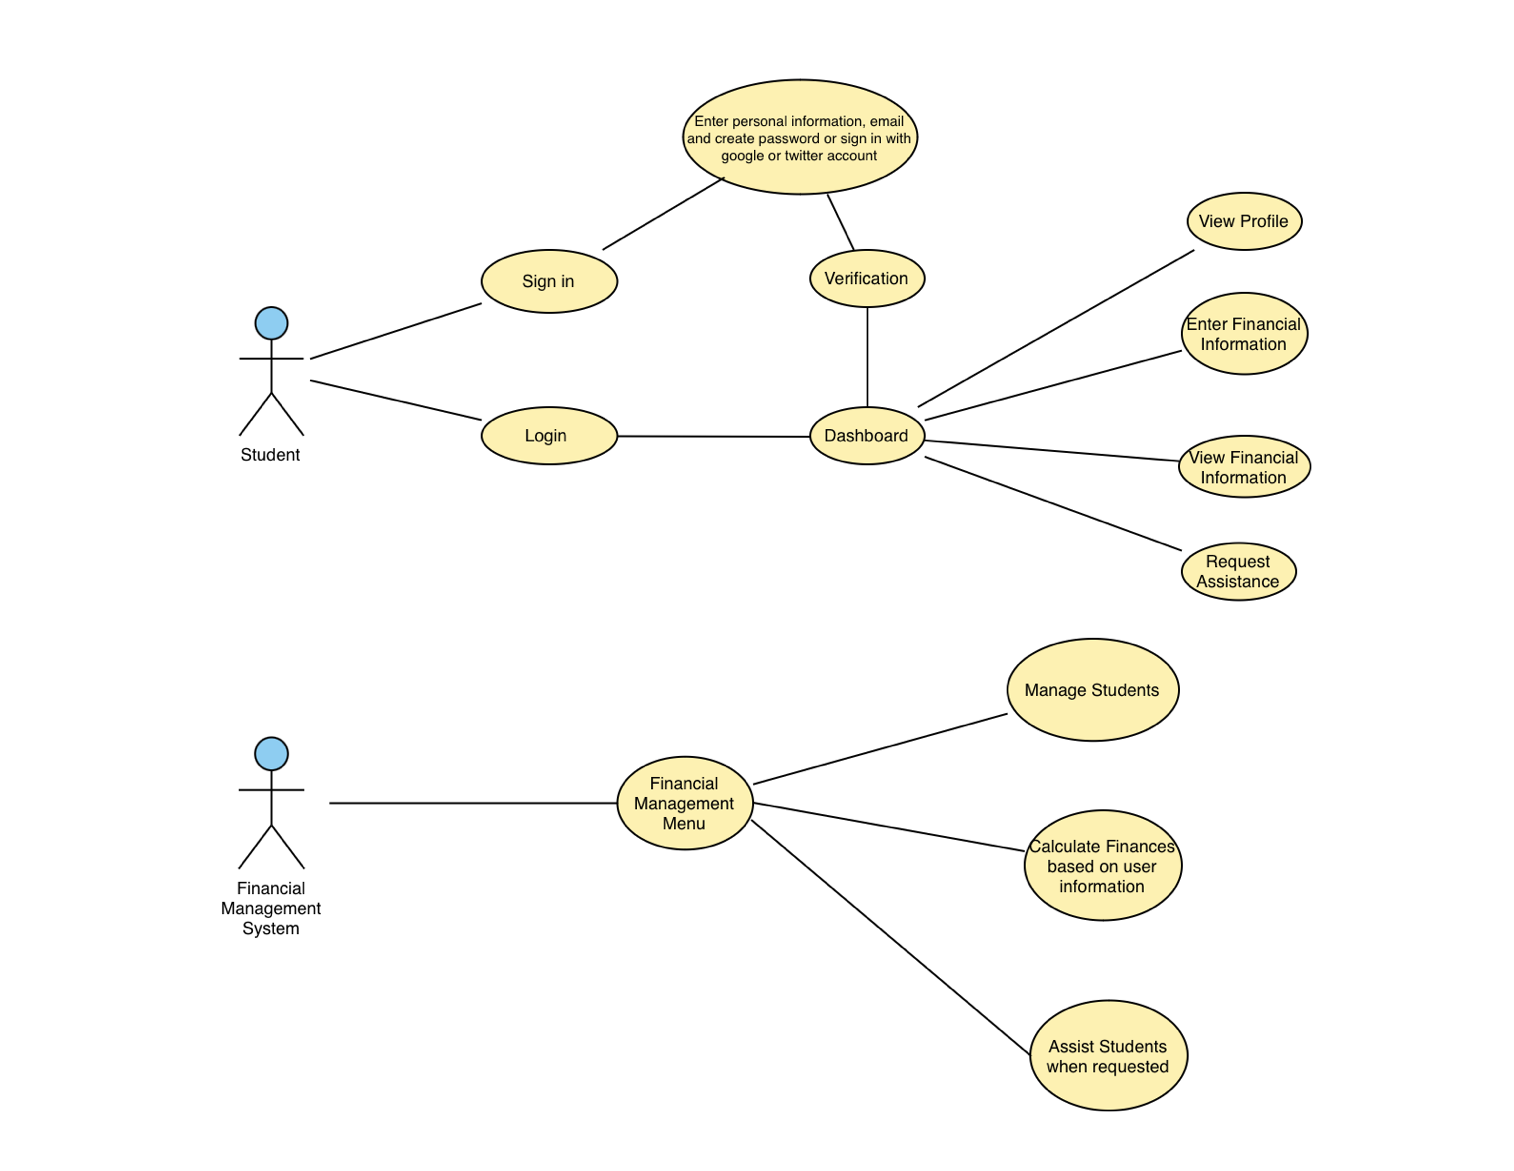 Enter personal information, email
and create password or sign in with
google or twitter account
View Profile
Sign in
Verification
Enter Financial
Information
Student
Login
Dashboard
View Financial
Information
Request
Assistance
Manage Students
Financial
Management
Menu
Calculate Finances
based on user
information
Financial
Management
System
Assist Students
when requested